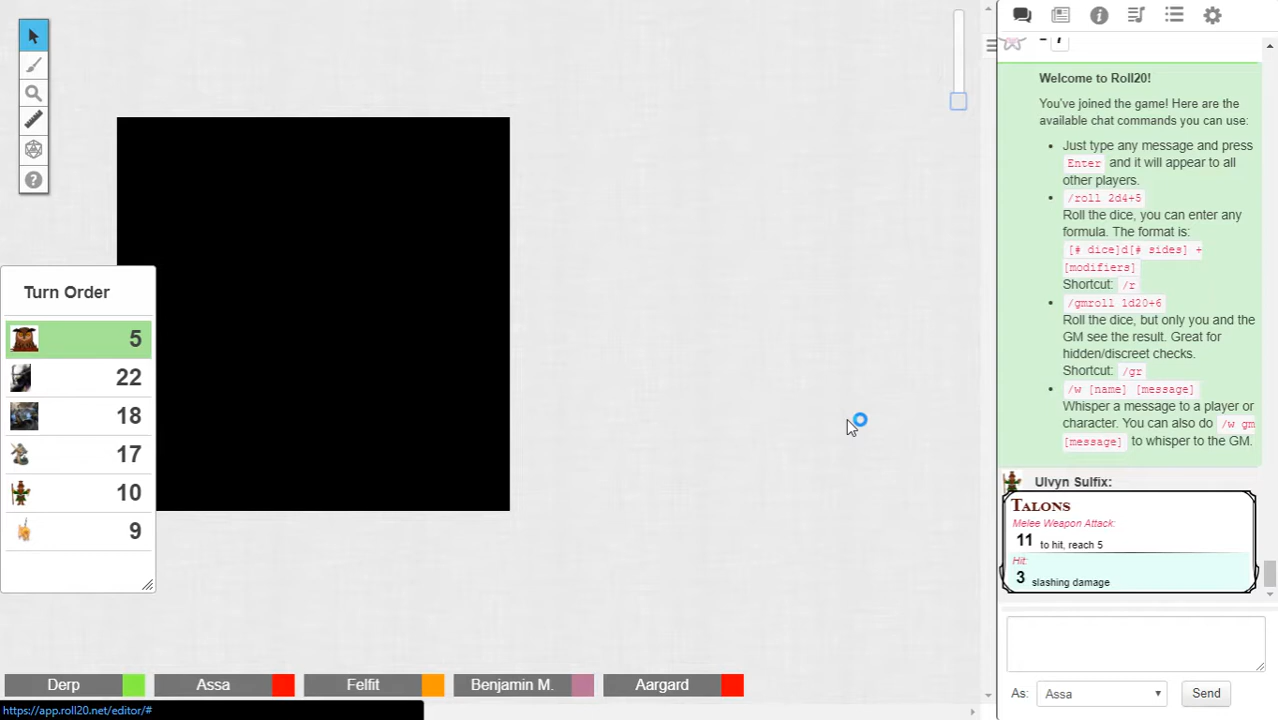 = 7
Welcome to Roll20!
You've joined the game! Here are the
available chat commands you can use:
Just type any message and press
Enter and it will appear to all
other players.
/roll 2d4+5
Roll the dice, you can enter any
formula. The format is:
[# dice]d[# sides] +
[modifiers]
Shortcut: /r
/gmroll 1d20+6
Roll the dice, but only you and the
GM see the result. Great for
hidden/discreet checks.
Shortcut: /gr
/w [name] [message]
Whisper a message to a player or
character. You can also do /w gm
[message] to whisper to the GM.
Ulvyn Sulfix:
TALONS
Melee Weapon Attack:
11 to hit, reach 5
Hit:
3 slashing damage
As: Assa Send
Turn Order
5
22
18
17
10
9
Derp Assa Felfit Benjamin M. Aargard
https://app.roll20.net/editor/#